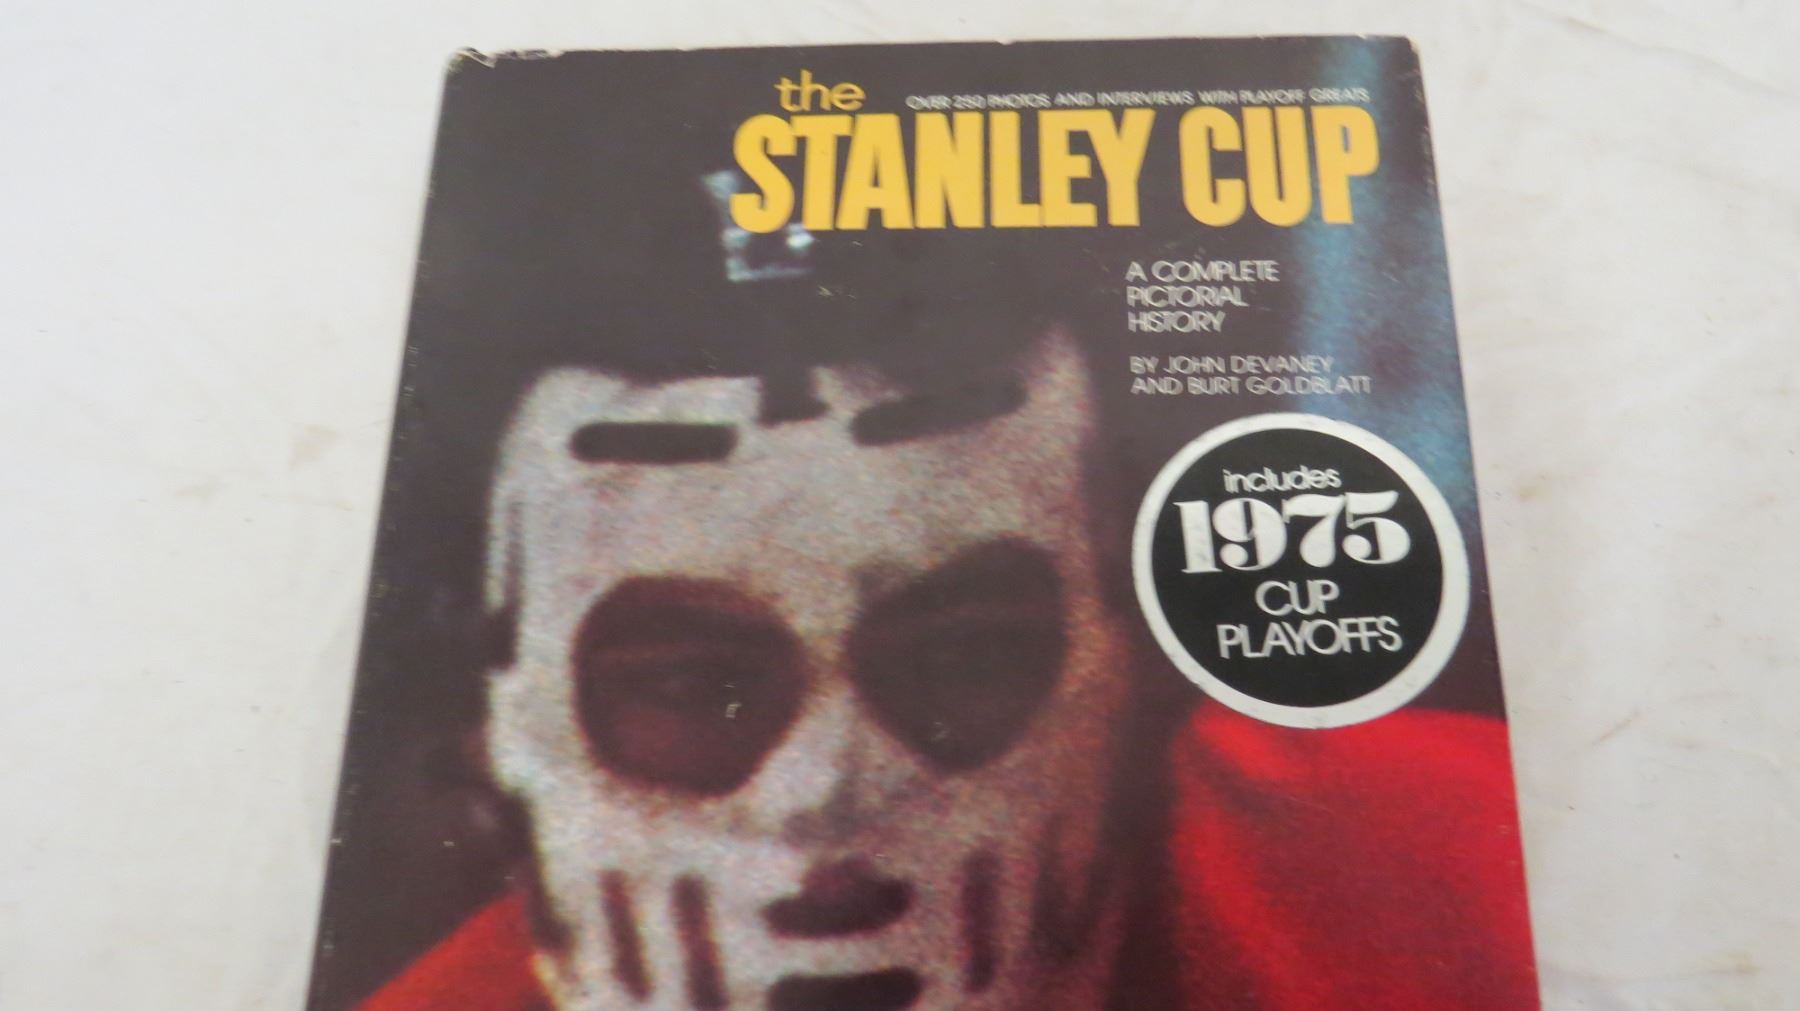 the
OVER 250 PHOTOS AND INTERVIEWS WITH PLAYOFF GREATS
STANLEY CUP
A COMPLETE
PICTORIAL
HISTORY
BY JOHN DEVANEY
AND BURT GOLDBLATT
includes
1975
CUP
PLAYOFFS